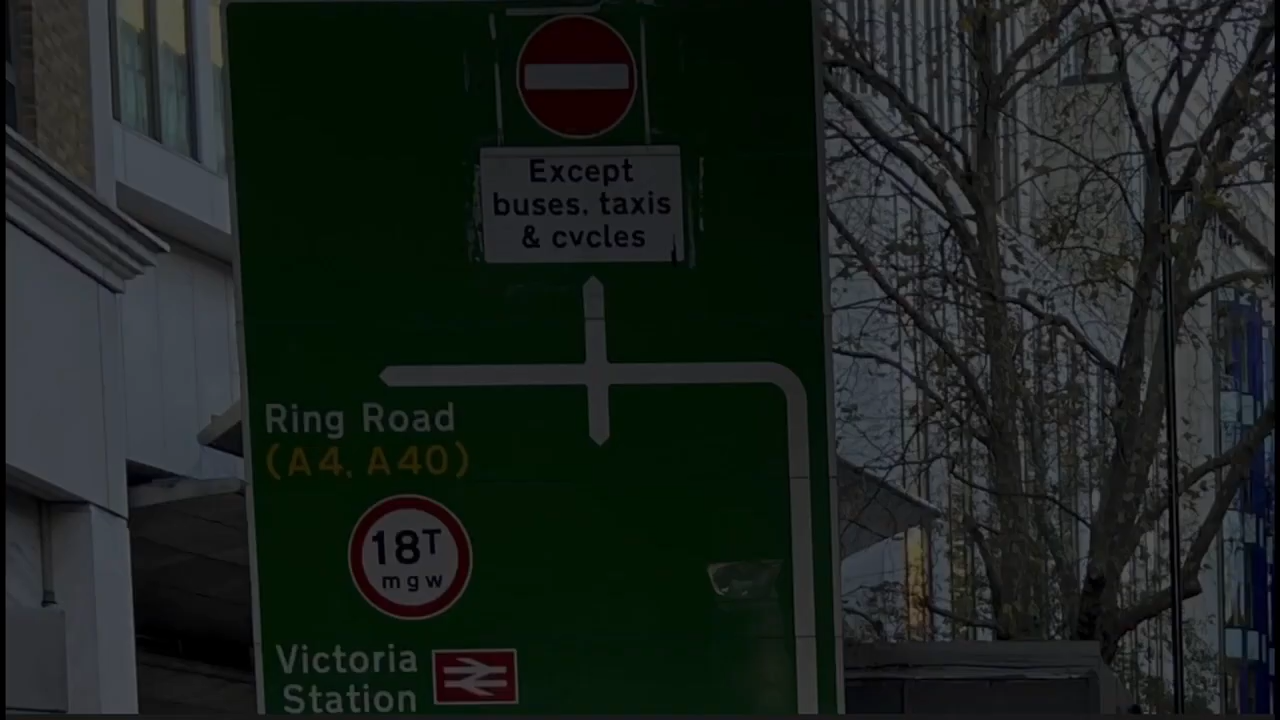 Except
buses, taxis
& cycles
Ring Road
(A4, A40)
18T
mgw
Victoria
Station